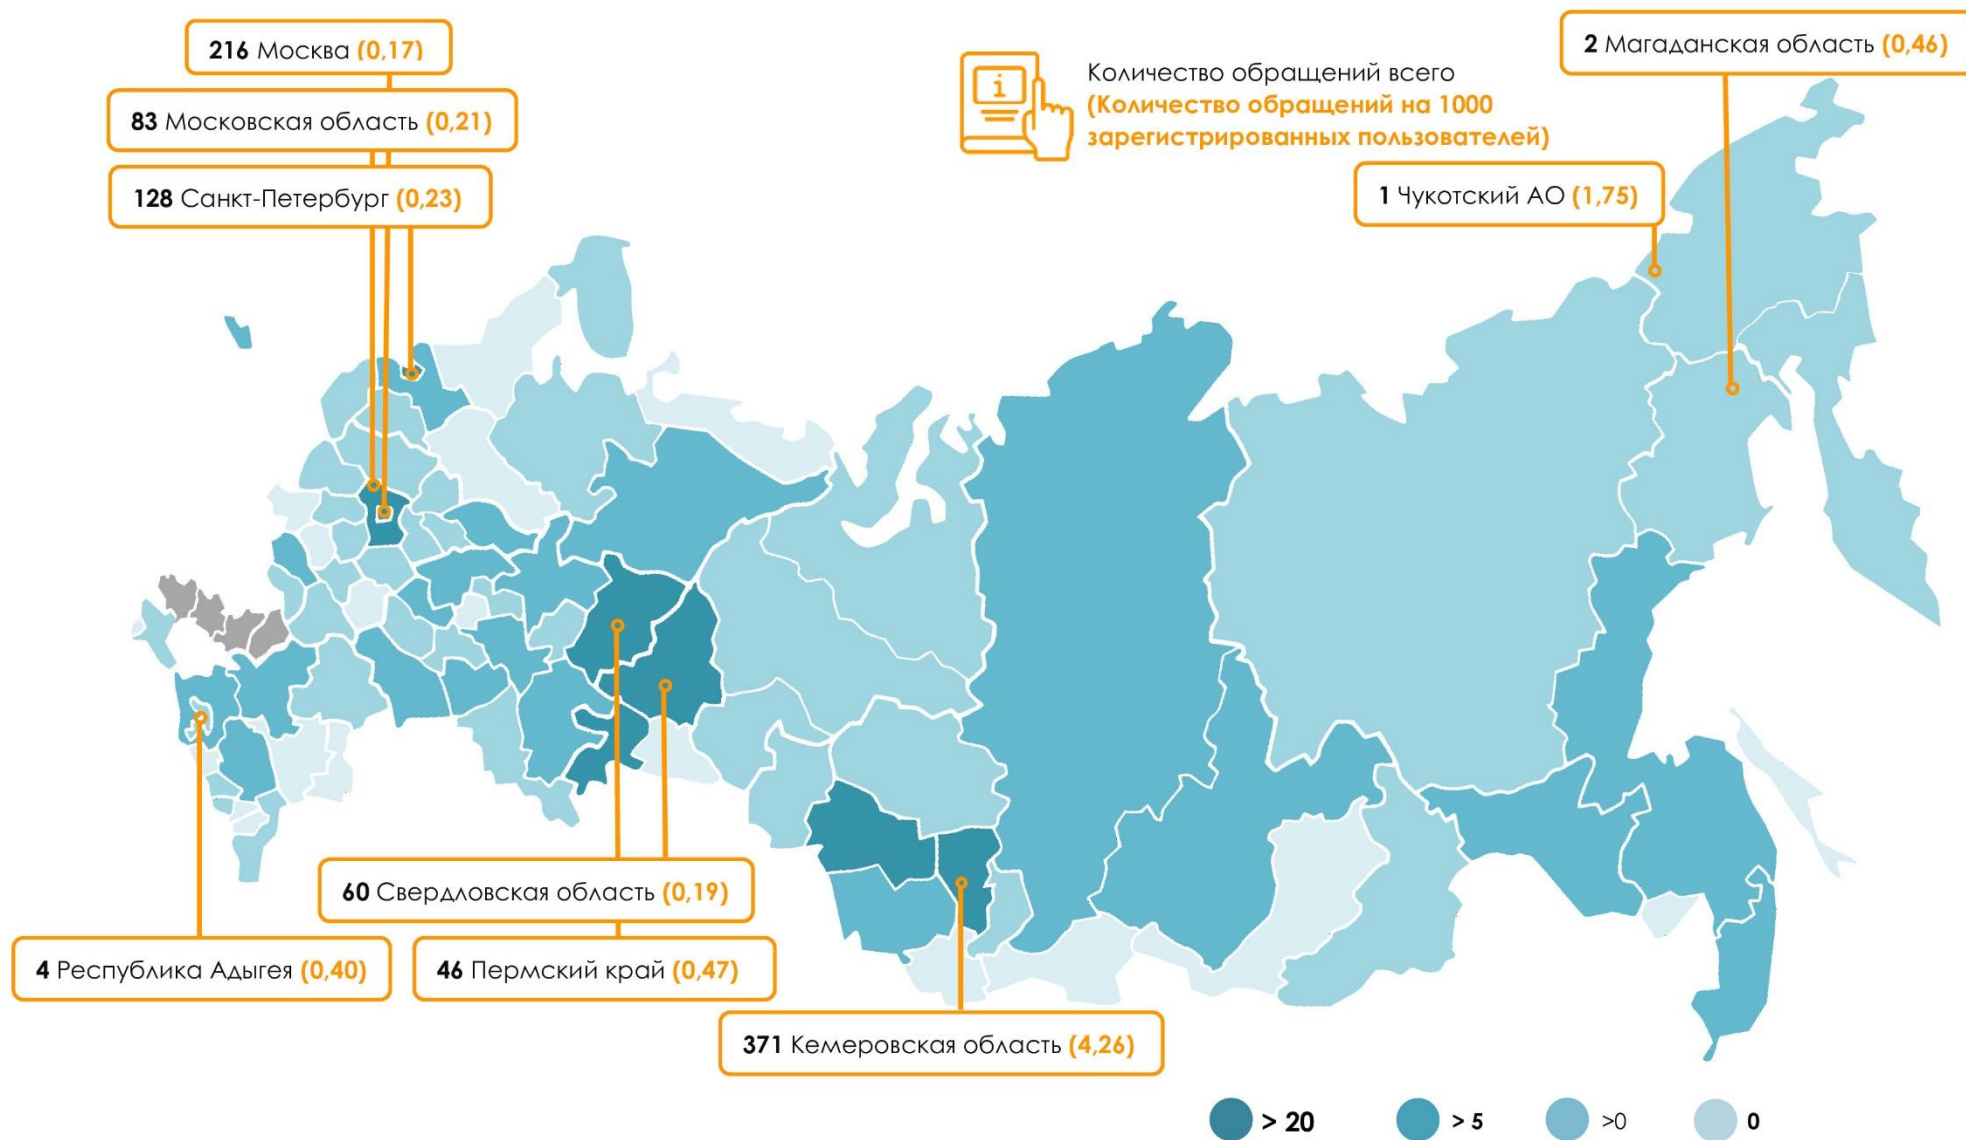 216 Москва (0,17)
83 Московская область (0,21)
128 Санкт-Петербург (0,23)
i
Количество обращений всего
(Количество обращений на 1000
зарегистрированных пользователей)
2 Магаданская область (0,46)
1 Чукотский АО (1,75)
60 Свердловская область (0,19)
4 Республика Адыгея (0,40)
46 Пермский край (0,47)
371 Кемеровская область (4,26)
> 20 > 5 >0 0